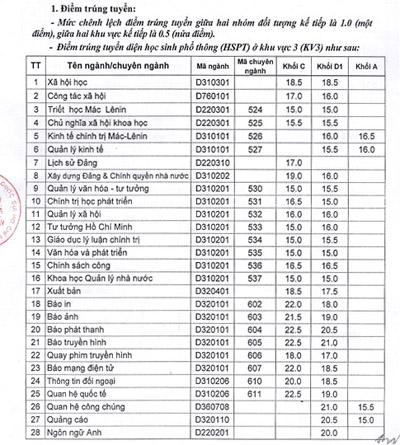 1. Điểm trúng tuyển:
- Mức chênh lệch điểm trúng tuyển giữa hai nhóm đối tượng kế tiếp là 1.0 (một
điểm), giữa hai khu vực kế tiếp là 0.5 (nửa điểm).
- Điểm trúng tuyển diện học sinh phổ thông (HSPT) ở khu vực 3 (KV3) như sau:
TT Tên ngành/chuyên ngành Mã ngành Mã chuyên ngành Khối C Khối D1 Khối A
1 Xã hội học D310301 18.5 18.5
2 Công tác xã hội D760101 17.0 16.0
3 Triết học Mác Lênin D220301 524 15.0 15.0
4 Chủ nghĩa xã hội khoa học D220301 525 15.5 15.5
5 Kinh tế chính trị Mác-Lênin D310101 526 16.0 16.5
6 Quản lý kinh tế D310101 527 15.5 16.0
7 Lịch sử Đảng D220310 17.0
8 Xây dựng Đảng & Chính quyền nhà nước D310202 19.0 16.0
9 Quản lý văn hóa - tư tưởng D310201 530 15.0 15.5
10 Chính trị học phát triển D310201 531 16.5 15.0
11 Quản lý xã hội D310201 532 16.0 16.0
12 Tư tưởng Hồ Chí Minh D310201 533 15.0 16.0
13 Giáo dục lý luận chính trị D310201 534 15.0 15.5
14 Văn hóa và phát triển D310201 535 15.0 15.0
15 Chính sách công D310201 536 16.5 16.5
16 Khoa học Quản lý nhà nước D310201 537 15.0 15.0
17 Xuất bản D320401 18.5 17.5
18 Báo in D320101 602 22.0 18.0
19 Báo ảnh D320101 603 21.5 19.0
20 Báo phát thanh D320101 604 22.5 20.5
21 Báo truyền hình D320101 605 22.5 21.0
22 Quay phim truyền hình D320101 606 18.0 17.0
23 Báo mạng điện tử D320101 607 22.0 18.5
24 Thông tin đối ngoại D310206 610 20.0 18.5
25 Quan hệ quốc tế D310206 611 22.5 19.0
26 Quan hệ công chúng D360708 21.0 15.5
27 Quảng cáo D320110 20.5 15.0
28 Ngôn ngữ Anh D220201 20.0